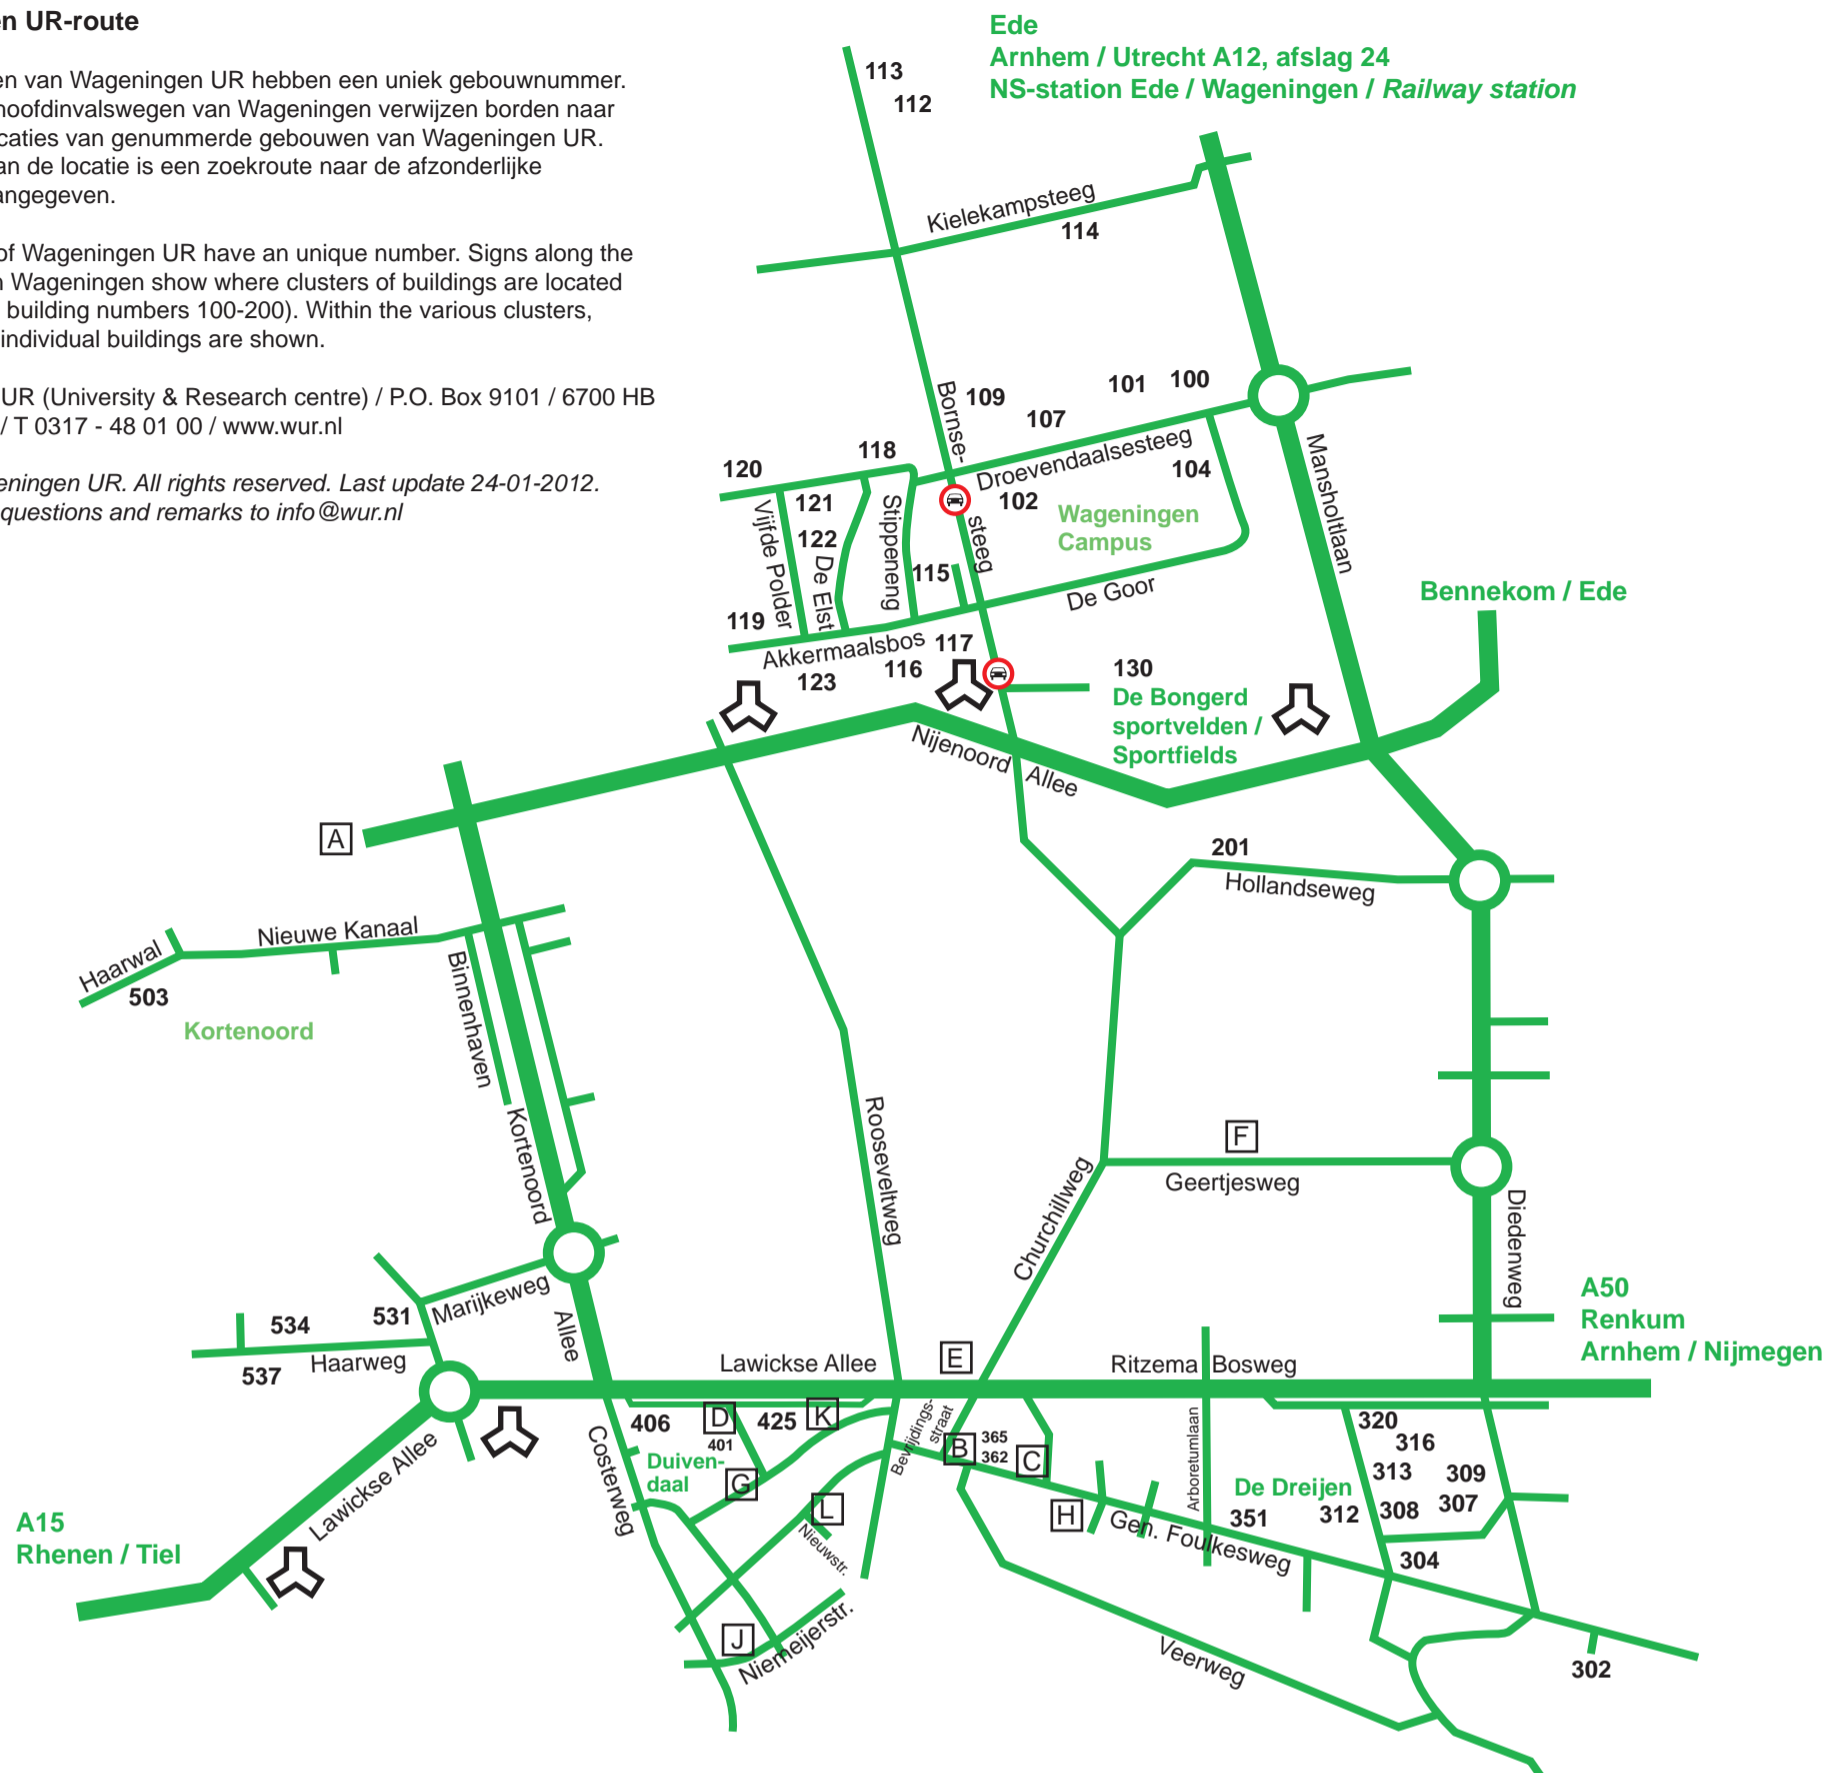 en UR-route
en van Wageningen UR hebben een uniek gebouwnummer.
hoofdinvalswegen van Wageningen verwijzen borden naar
caties van genummerde gebouwen van Wageningen UR.
an de locatie is een zoekroute naar de afzonderlijke
angegeven.
of Wageningen UR have an unique number. Signs along the
n Wageningen show where clusters of buildings are located
building numbers 100-200). Within the various clusters,
individual buildings are shown.
UR (University & Research centre) / P.O. Box 9101 / 6700 HB
/ T 0317 - 48 01 00 / www.wur.nl
eningen UR. All rights reserved. Last update 24-01-2012.
questions and remarks to info@wur.nl
Ede
Arnhem / Utrecht A12, afslag 24
NS-station Ede / Wageningen / Railway station
113
112
Kielekampsteeg
114
Bornse-
steeg
109
107
101
100
Droevendaalsesteeg
104
102
Wageningen
Campus
Mansholtlaan
118
120
121
122
Vijfde Polder
De Elst
Stippeneng
115
De Goor
119
Akkermaalsbos
117
116
123
130
De Bongerd
sportvelden /
Sportfields
Bennekom / Ede
Nijenoord
Allee
A
201
Hollandseweg
Nieuwe Kanaal
Haarwal
503
Kortenoord
Binnenhaven
Kortenoord
Allee
Rooseveltweg
Churchillweg
F
Geertjesweg
Diedenweg
A50
Renkum
Arnhem / Nijmegen
Marijkeweg
531
534
537
Haarweg
Lawickse Allee
E
Ritzema
Bosweg
406
D
401
425
K
Duiven-
daal
G
Costerweg
Bevrijdings-
straat
B
365
362
C
L
Nieuwstr.
H
Gen. Foulkesweg
Arboretumlaan
De Dreijen
351
312
320
316
313
309
308
307
304
302
J
Niemeijerstr.
Veerweg
Lawickse Allee
A15
Rhenen / Tiel